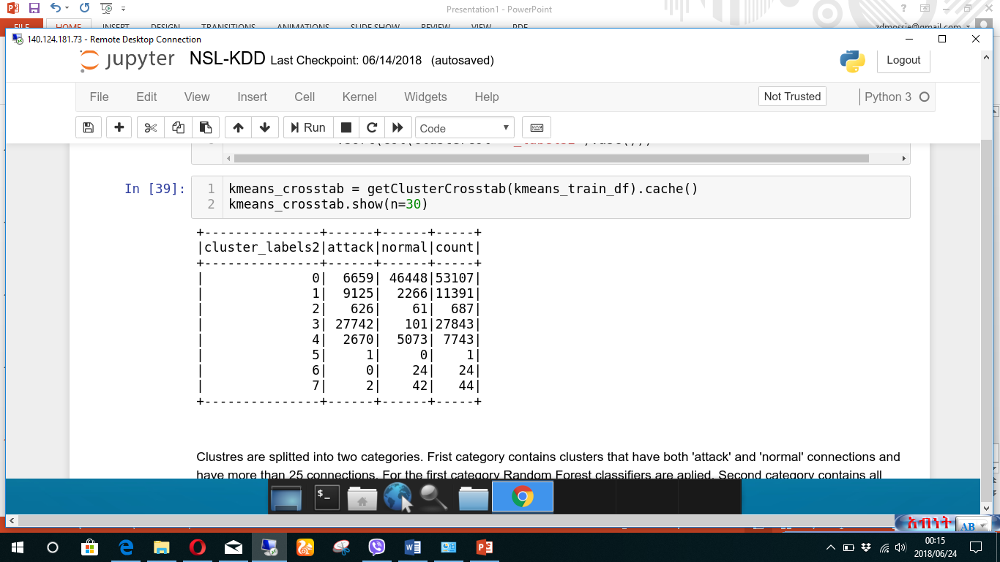 Presentation1 - PowerPoint
FILE HOME INSERT DESIGN TRANSITIONS ANIMATIONS SLIDE SHOW REVIEW VIEW PDF
zdmossie@gmail.com
140.124.181.73 - Remote Desktop Connection
jupyter NSL-KDD Last Checkpoint: 06/14/2018 (autosaved)
Logout
File Edit View Insert Cell Kernel Widgets Help
Not Trusted
Python 3
Run
Code
In [39]:
1 kmeans_crosstab = getClusterCrosstab(kmeans_train_df).cache()
2 kmeans_crosstab.show(n=30)
+---------------+------+------+-----+
|cluster_labels2|attack|normal|count|
+---------------+------+------+-----+
|              0|  6659| 46448|53107|
|              1|  9125|  2266|11391|
|              2|   626|    61|  687|
|              3| 27742|   101|27843|
|              4|  2670|  5073| 7743|
|              5|     1|     0|    1|
|              6|     0|    24|   24|
|              7|     2|    42|   44|
+---------------+------+------+-----+
Clustres are splitted into two categories. Frist category contains clusters that have both 'attack' and 'normal' connections and
have more than 25 connections. For the first category Random Forest classifiers are aplied. Second category contains all
$_
አብነት
AB
00:15
2018/06/24